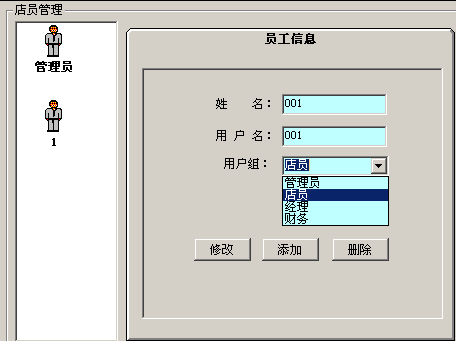 店员管理
管理员
1
员工信息
姓 名： 001
用 户 名： 001
用户组： 店员
管理员
店员
经理
财务
修改 添加 删除